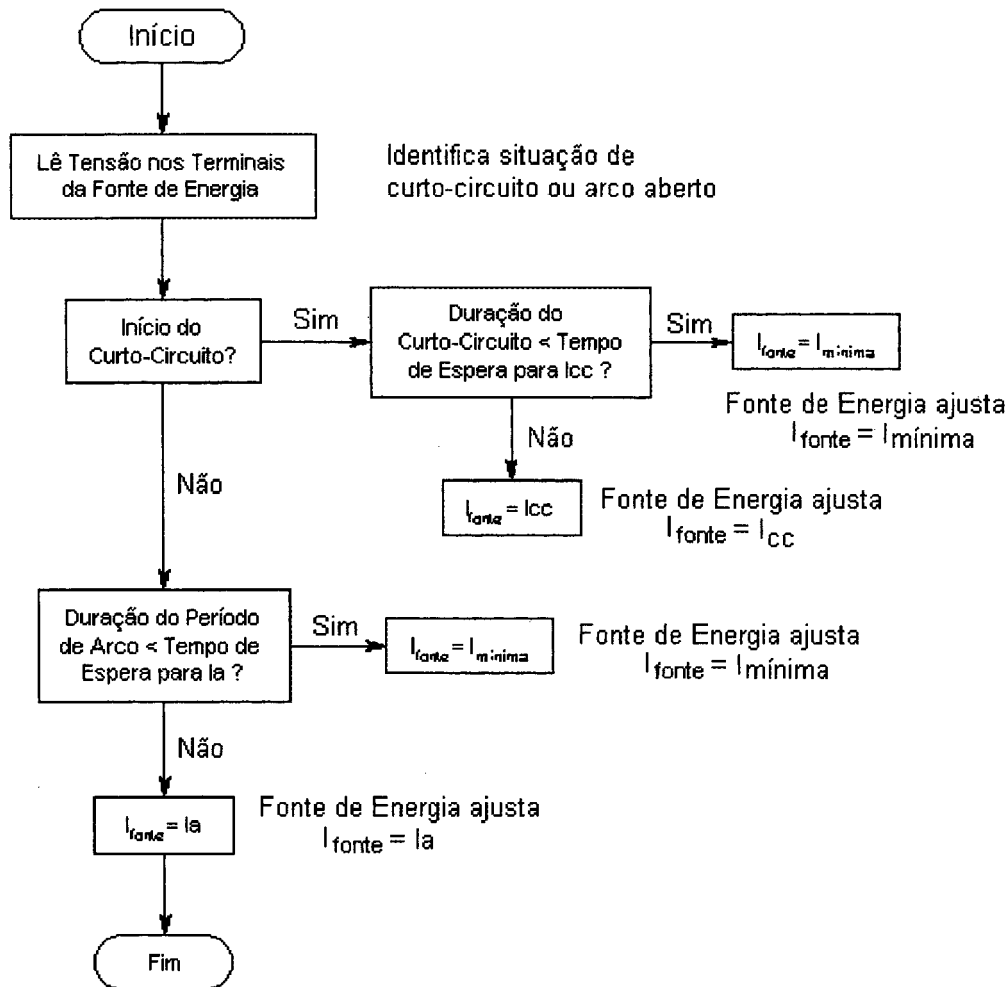 Início
Lê Tensão nos Terminais
da Fonte de Energia
Identifica situação de
curto-circuito ou arco aberto
Início do
Curto-Circuito?
Sim
Duração do
Curto-Circuito < Tempo
de Espera para Icc ?
Sim
Ifonte = Imínima
Fonte de Energia ajusta
Ifonte = Imínima
Não
Ifonte = Icc
Fonte de Energia ajusta
Ifonte = Icc
Não
Duração do Período
de Arco < Tempo de
Espera para Ia ?
Sim
Ifonte = Imínima
Fonte de Energia ajusta
Ifonte = Imínima
Não
Ifonte = Ia
Fonte de Energia ajusta
Ifonte = Ia
Fim